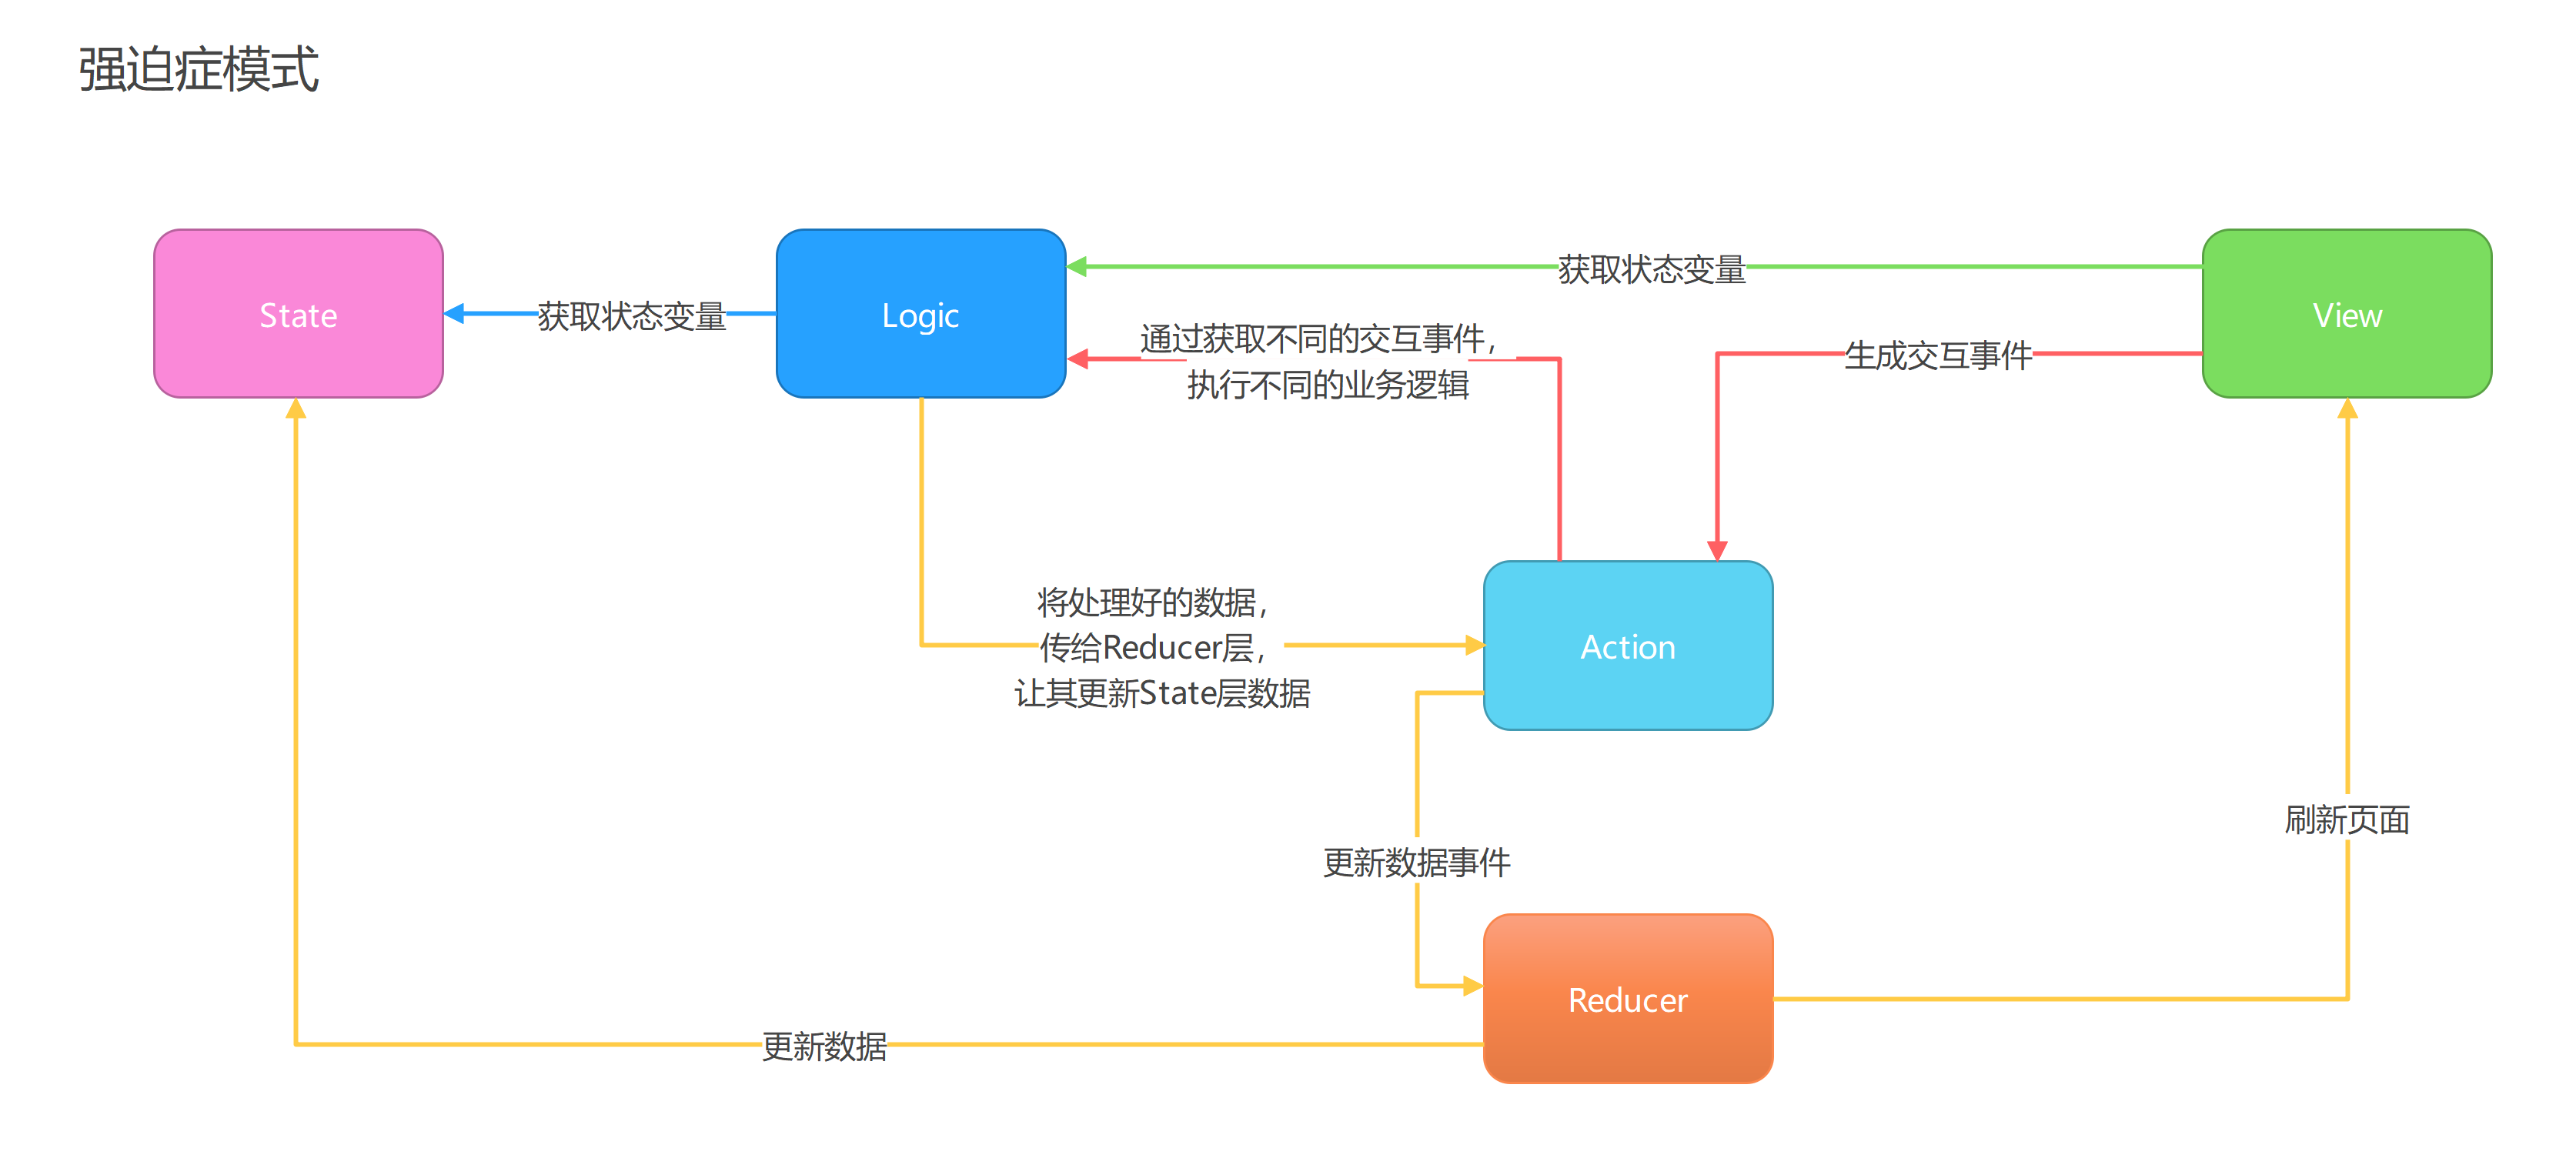 强迫症模式
获取状态变量
State
获取状态变量
Logic
View
通过获取不同的交互事件，
执行不同的业务逻辑
生成交互事件
将处理好的数据，
传给Reducer层，
让其更新State层数据
Action
刷新页面
更新数据事件
Reducer
更新数据